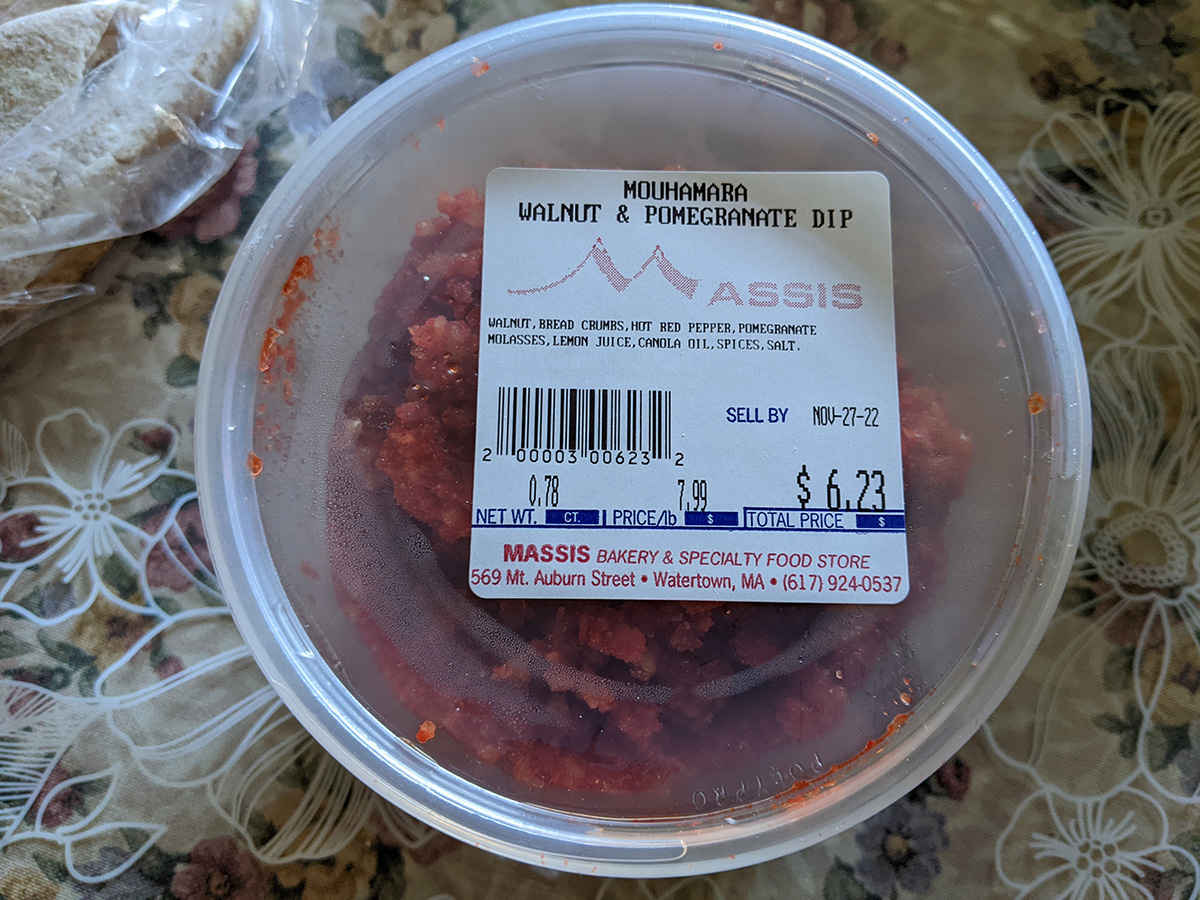 MOUHAMARA
WALNUT & POMEGRANATE DIP
MASSIS
WALNUT, BREAD CRUMBS, HOT RED PEPPER, POMEGRANATE
MOLASSES, LEMON JUICE, CANOLA OIL, SPICES, SALT.
SELL BY NOV-27-22
2 00003 00623 2
0.78 7.99 $ 6.23
NET WT. CT. PRICE/lb $ TOTAL PRICE $
MASSIS BAKERY & SPECIALTY FOOD STORE
569 Mt. Auburn Street • Watertown, MA • (617) 924-0537
POLYPRO